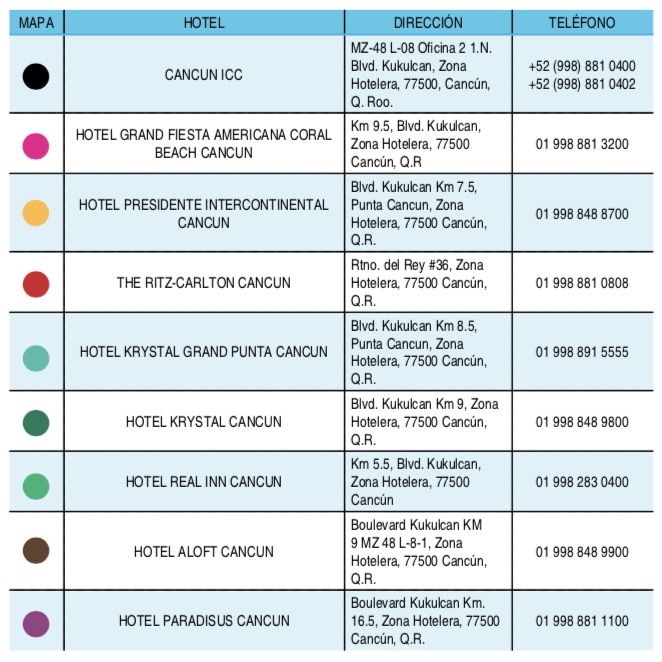 MAPA HOTEL DIRECCIÓN TELÉFONO
CANCUN ICC
MZ-48 L-08 Oficina 2 1.N.
Blvd. Kukulcan, Zona
Hotelera, 77500, Cancún,
Q. Roo.
+52 (998) 881 0400
+52 (998) 881 0402
HOTEL GRAND FIESTA AMERICANA CORAL
BEACH CANCUN
Km 9.5, Blvd. Kukulcan,
Zona Hotelera, 77500
Cancún, Q.R
01 998 881 3200
HOTEL PRESIDENTE INTERCONTINENTAL
CANCUN
Blvd. Kukulcan Km 7.5,
Punta Cancun, Zona
Hotelera, 77500 Cancún,
Q.R.
01 998 848 8700
THE RITZ-CARLTON CANCUN
Rtno. del Rey #36, Zona
Hotelera, 77500 Cancún,
Q.R.
01 998 881 0808
HOTEL KRYSTAL GRAND PUNTA CANCUN
Blvd. Kukulcan Km 8.5,
Punta Cancun, Zona
Hotelera, 77500 Cancún,
Q.R.
01 998 891 5555
HOTEL KRYSTAL CANCUN
Blvd. Kukulcan Km 9, Zona
Hotelera, 77500 Cancún,
Q.R.
01 998 848 9800
HOTEL REAL INN CANCUN
Km 5.5, Blvd. Kukulcan,
Zona Hotelera, 77500
Cancún
01 998 283 0400
HOTEL ALOFT CANCUN
Boulevard Kukulcan KM
9 MZ 48 L-8-1, Zona
Hotelera, 77500 Cancún,
Q.R.
01 998 848 9900
HOTEL PARADISUS CANCUN
Boulevard Kukulcan Km.
16.5, Zona Hotelera, 77500
Cancún, Q.R.
01 998 881 1100